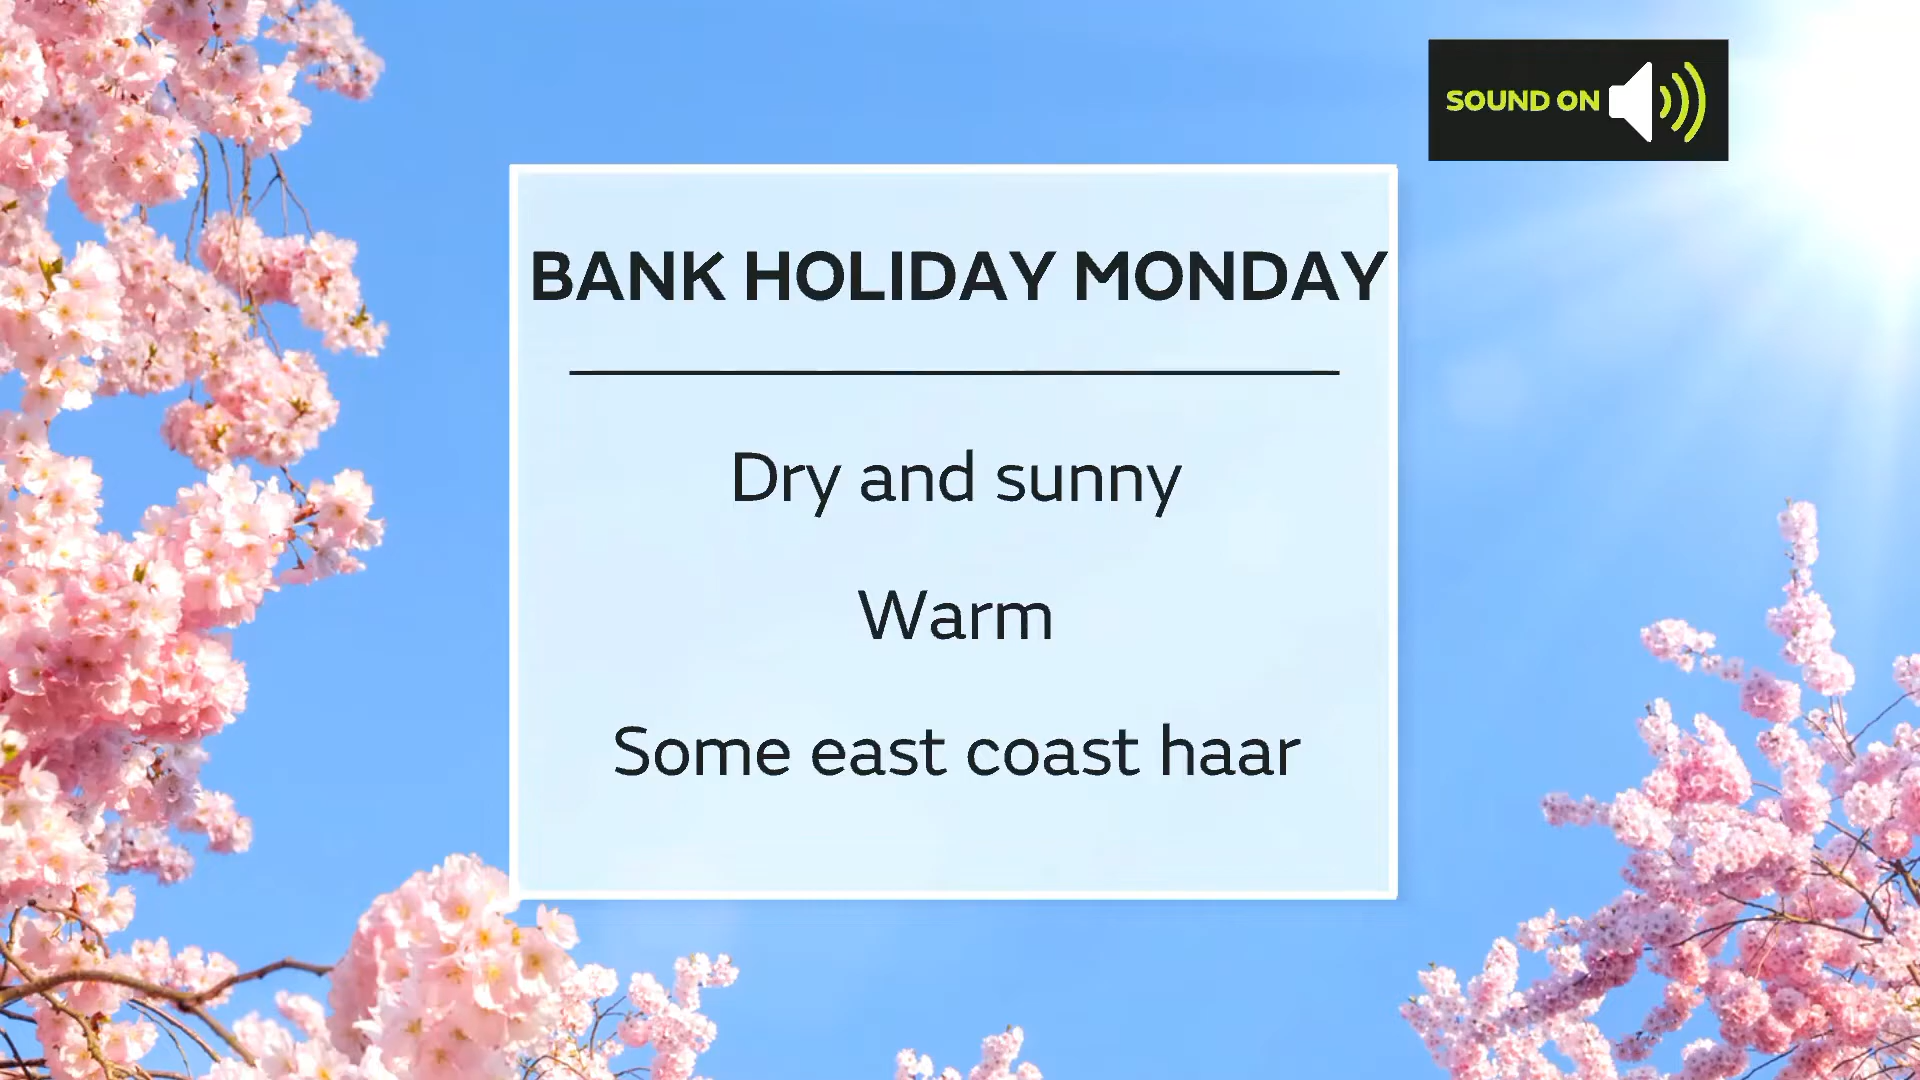 SOUND ON
BANK HOLIDAY MONDAY
Dry and sunny
Warm
Some east coast haar